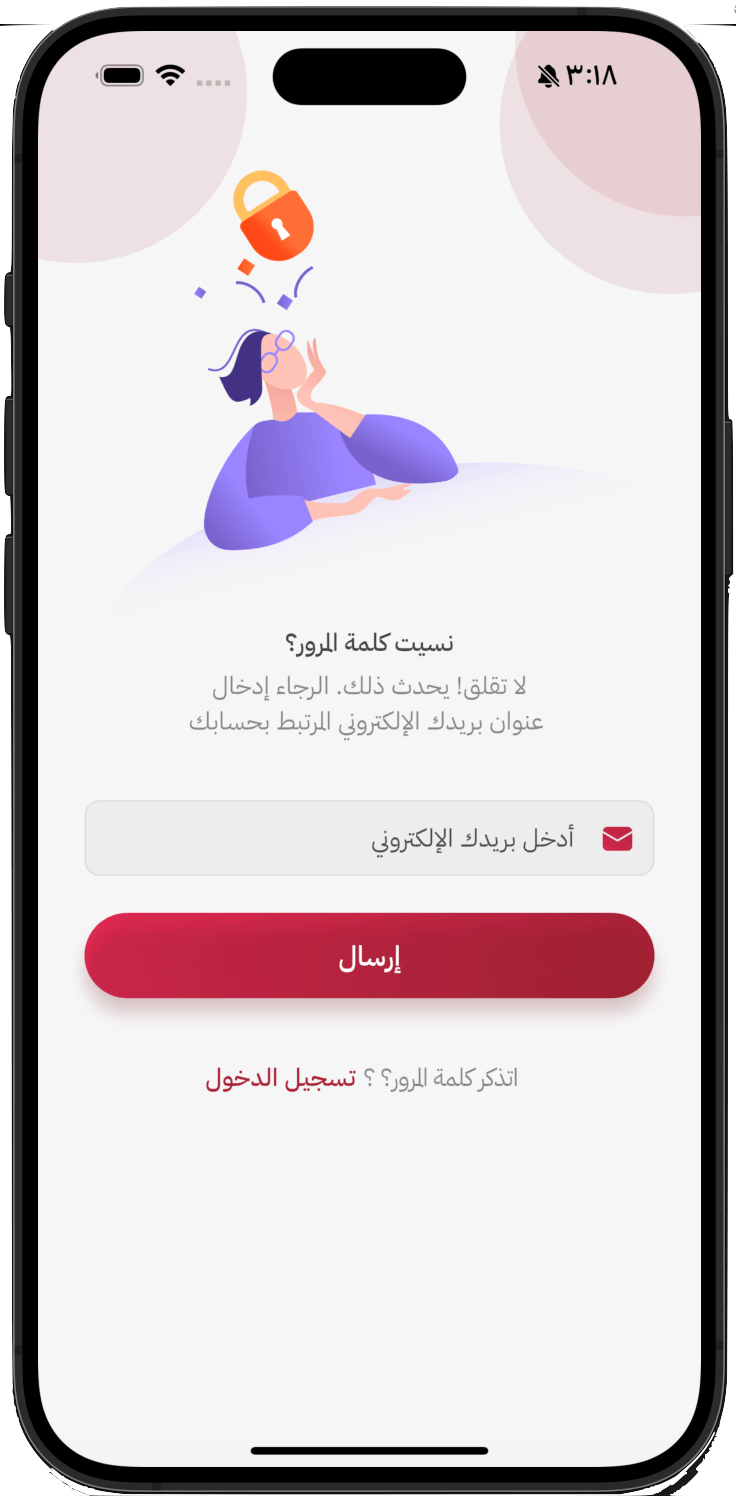 ٣:١٨
نسيت كلمة المرور؟
لا تقلق! يحدث ذلك. الرجاء إدخال
عنوان بريدك الإلكتروني المرتبط بحسابك
أدخل بريدك الإلكتروني
إرسال
اتذكر كلمة المرور؟ ؟ تسجيل الدخول